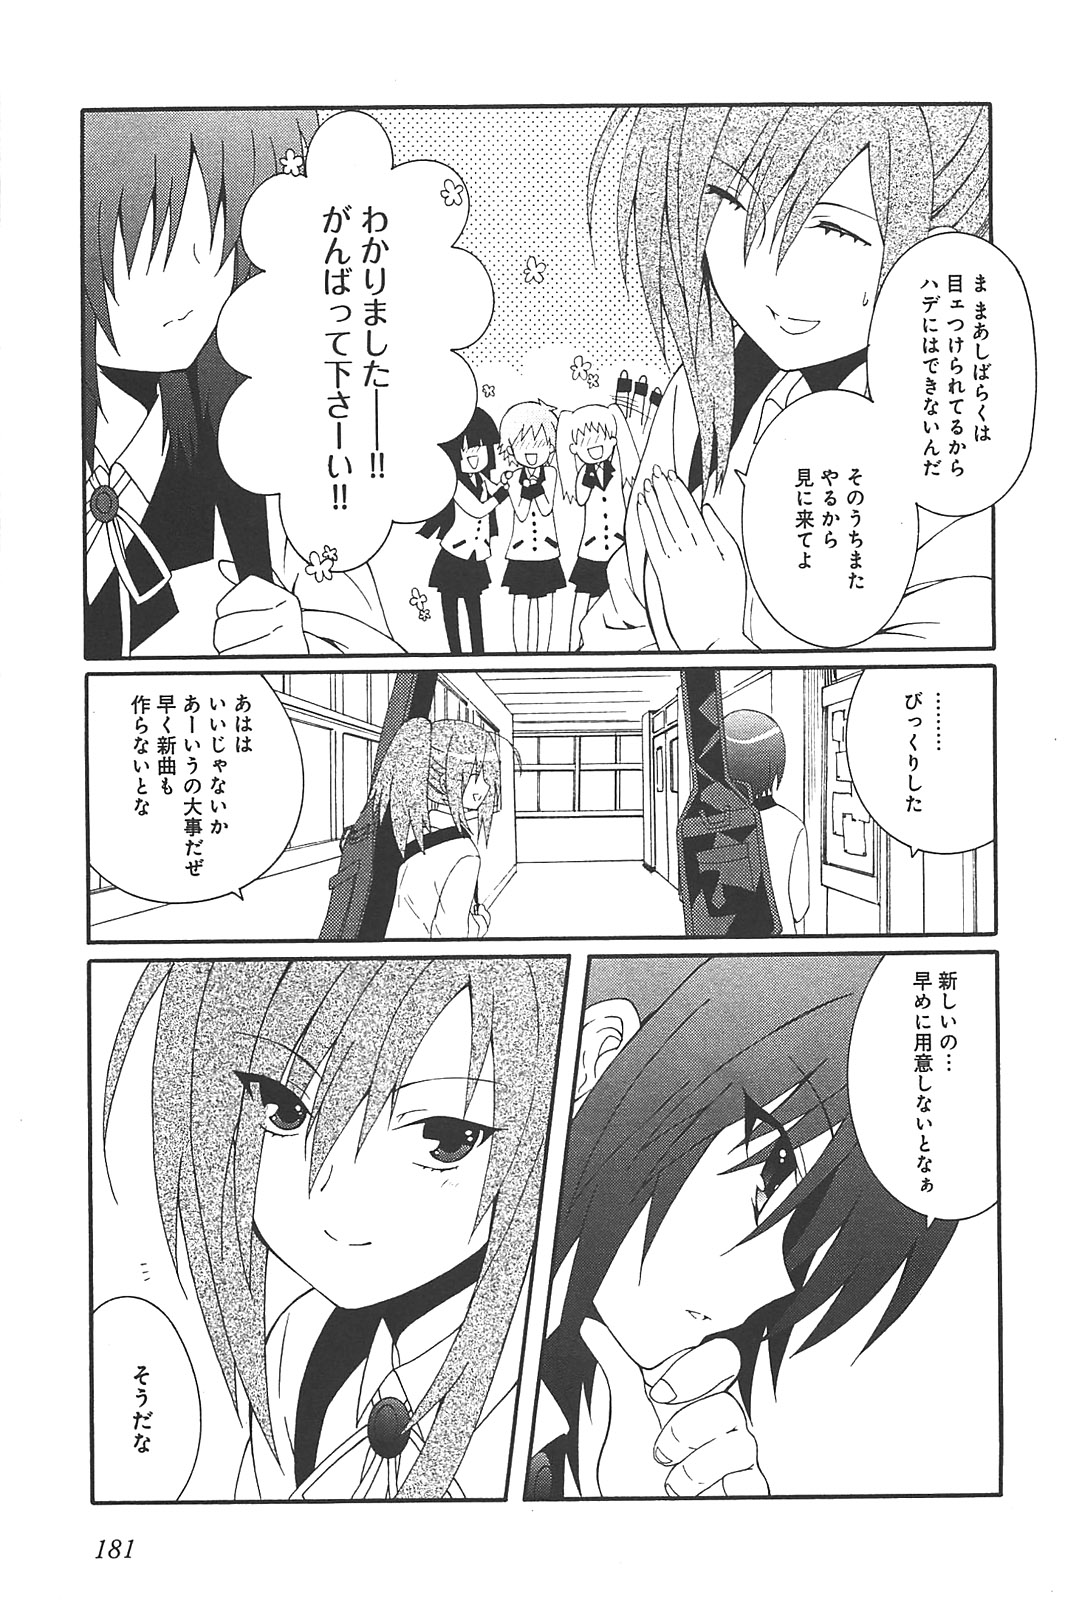 ま まあしばらくは
目ェつけられてるから
ハデにはできないんだ
そのうちまた
やるから
見に来てよ
わかりました――!!
がんばって下さーい!!
………
びっくりした
あはは
いいじゃないか
あーいうの大事だぜ
早く新曲も
作らないとな
新しいの…
早めに用意しないとなぁ
そうだな
181